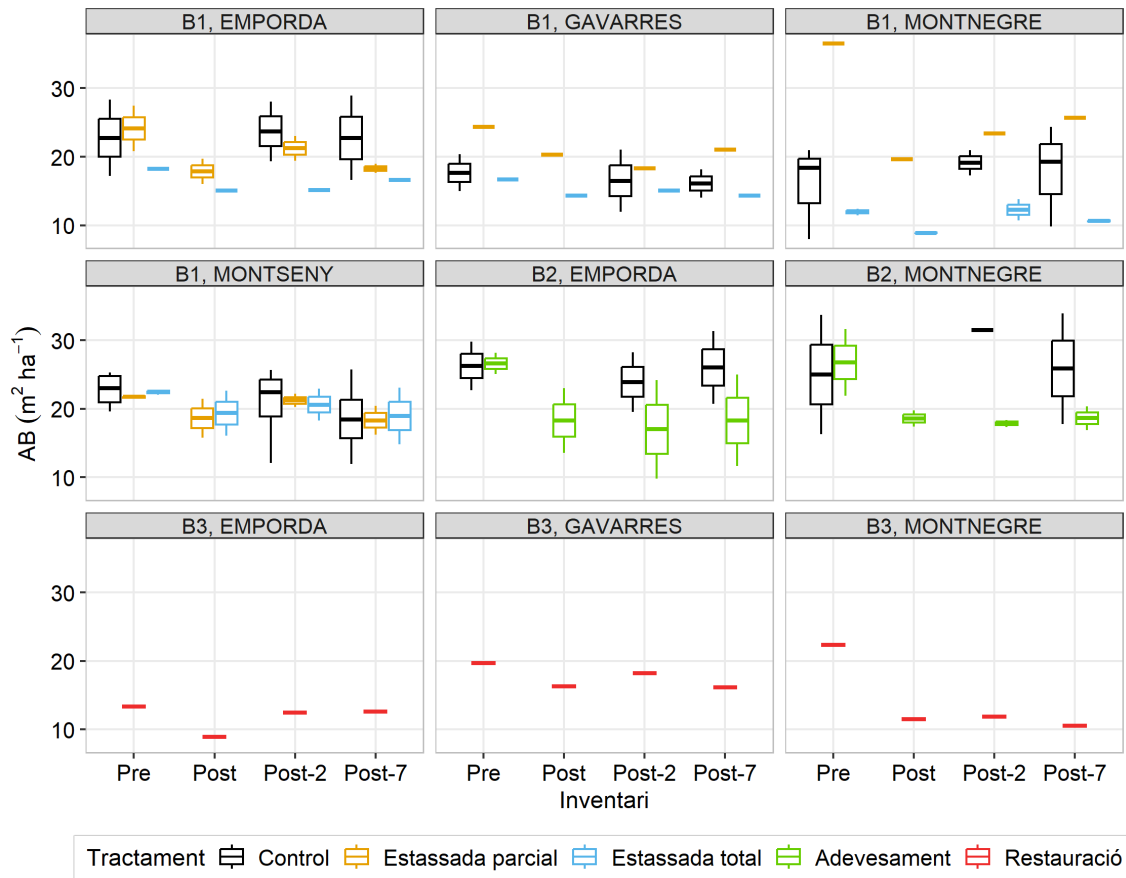 B1, EMPORDA
B1, GAVARRES
B1, MONTNEGRE
30
20
10
B1, MONTSENY
B2, EMPORDA
B2, MONTNEGRE
30
20
10
AB (m² ha⁻¹)
B3, EMPORDA
B3, GAVARRES
B3, MONTNEGRE
30
20
10
Pre Post Post-2 Post-7
Pre Post Post-2 Post-7
Pre Post Post-2 Post-7
Inventari
Tractament Control Estassada parcial Estassada total Adevesament Restauració